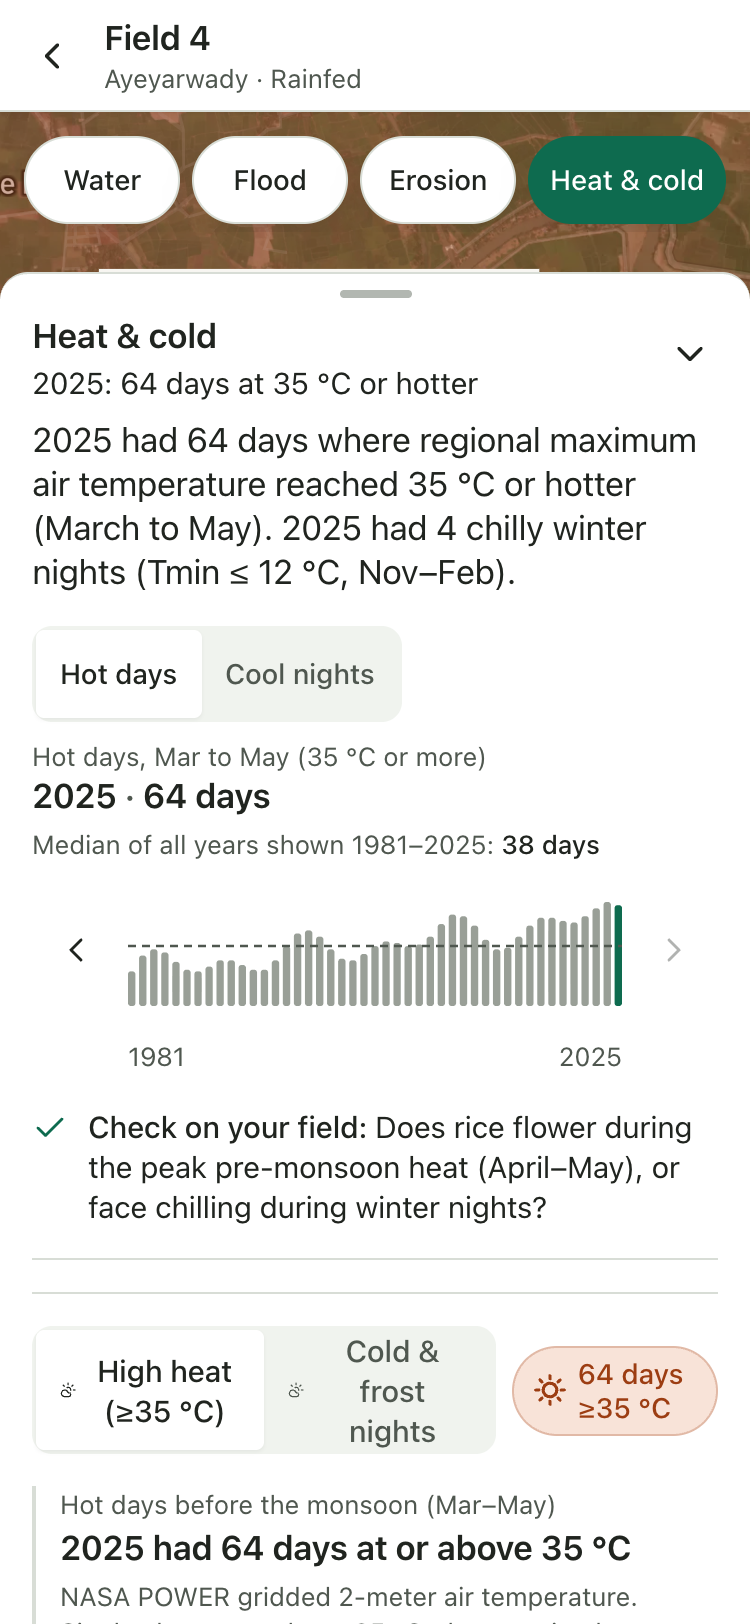 Field 4
Ayeyarwady · Rainfed
Water
Flood
Erosion
Heat & cold
Heat & cold
2025: 64 days at 35 °C or hotter
2025 had 64 days where regional maximum
air temperature reached 35 °C or hotter
(March to May). 2025 had 4 chilly winter
nights (Tmin ≤ 12 °C, Nov–Feb).
Hot days
Cool nights
Hot days, Mar to May (35 °C or more)
2025 · 64 days
Median of all years shown 1981–2025: 38 days
1981
2025
Check on your field: Does rice flower during
the peak pre-monsoon heat (April–May), or
face chilling during winter nights?
High heat
(≥35 °C)
Cold &
frost
nights
64 days
≥35 °C
Hot days before the monsoon (Mar–May)
2025 had 64 days at or above 35 °C
NASA POWER gridded 2-meter air temperature.